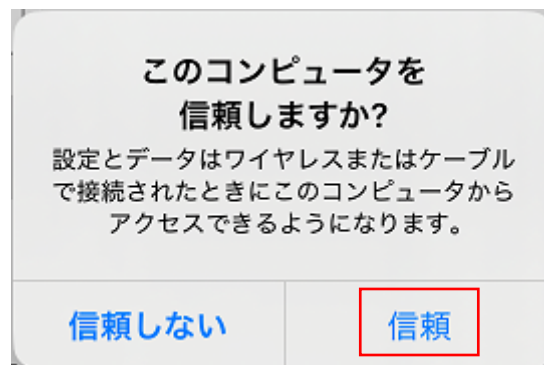 このコンピュータを
信頼しますか?
設定とデータはワイヤレスまたはケーブル
で接続されたときにこのコンピュータから
アクセスできるようになります。
信頼しない
信頼